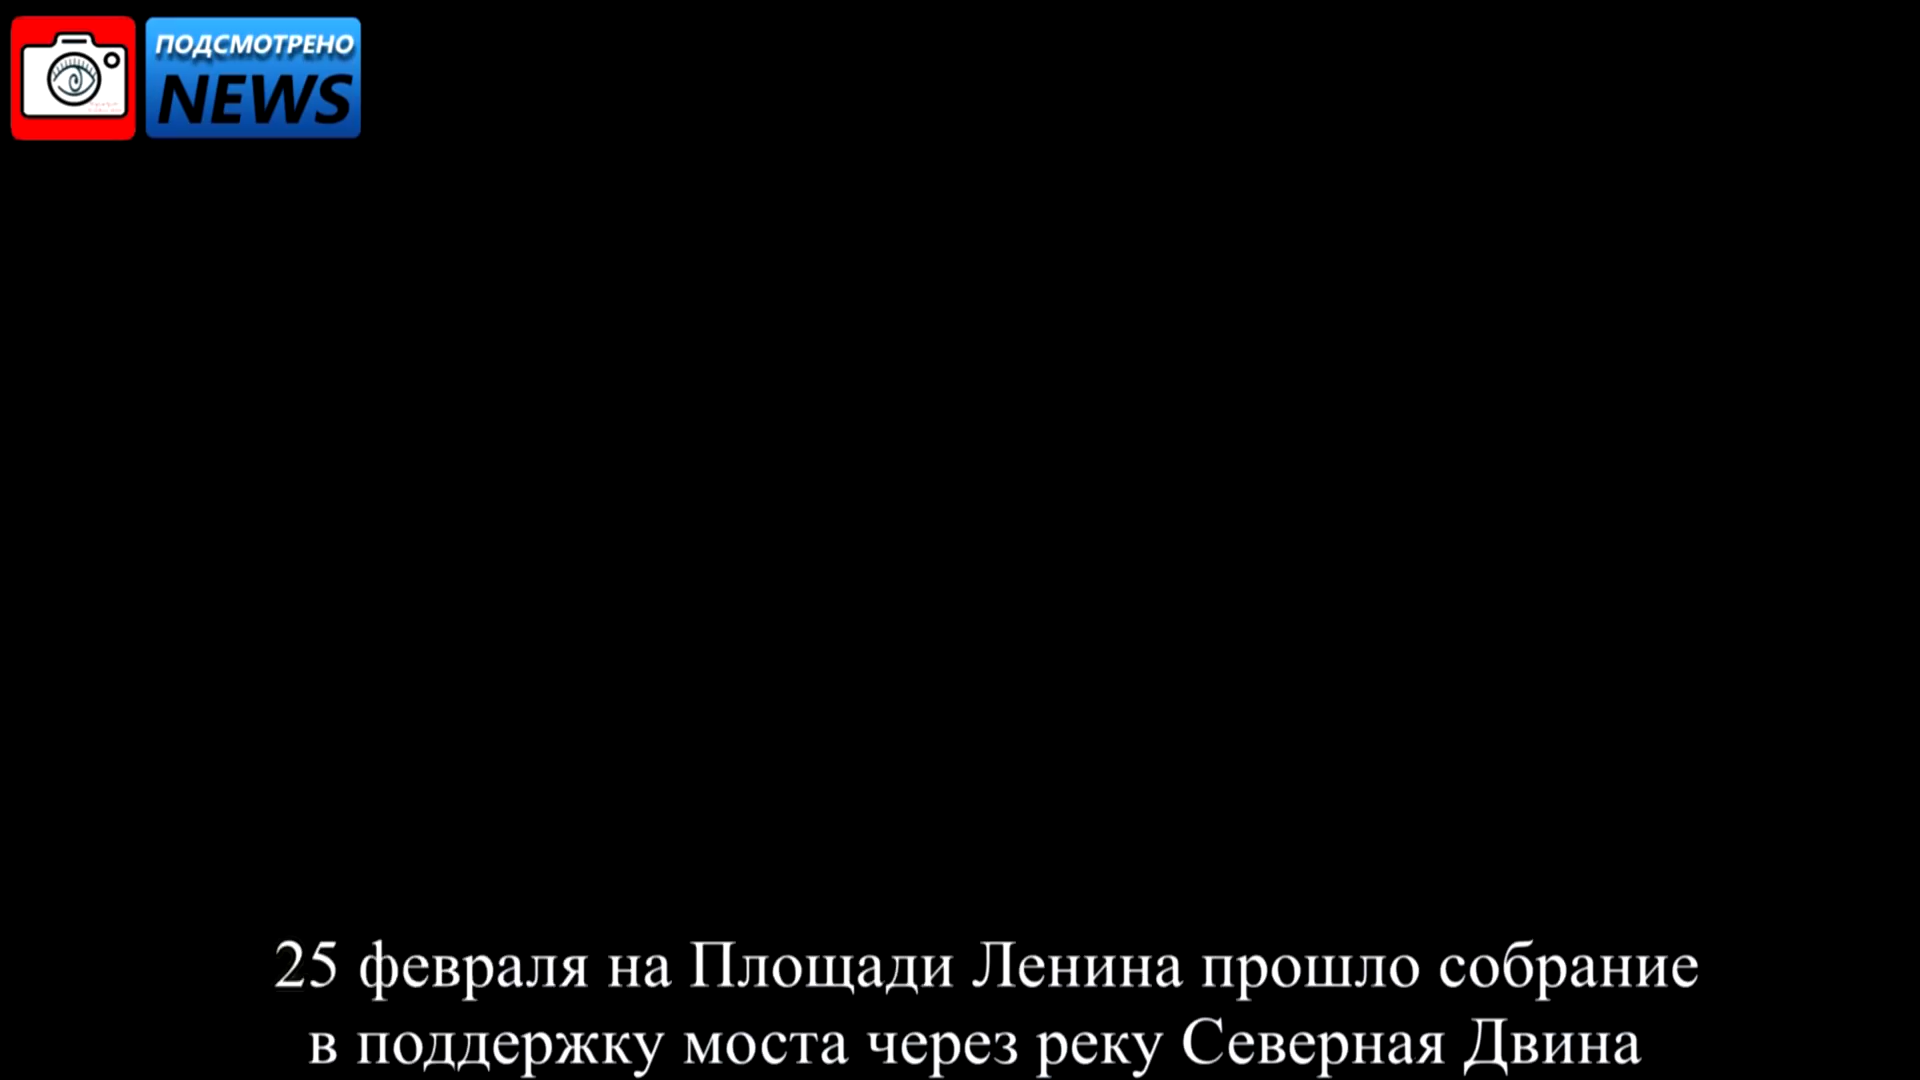 ПОДСМОТРЕНО
NEWS
25 февраля на Площади Ленина прошло собрание
в поддержку моста через реку Северная Двина